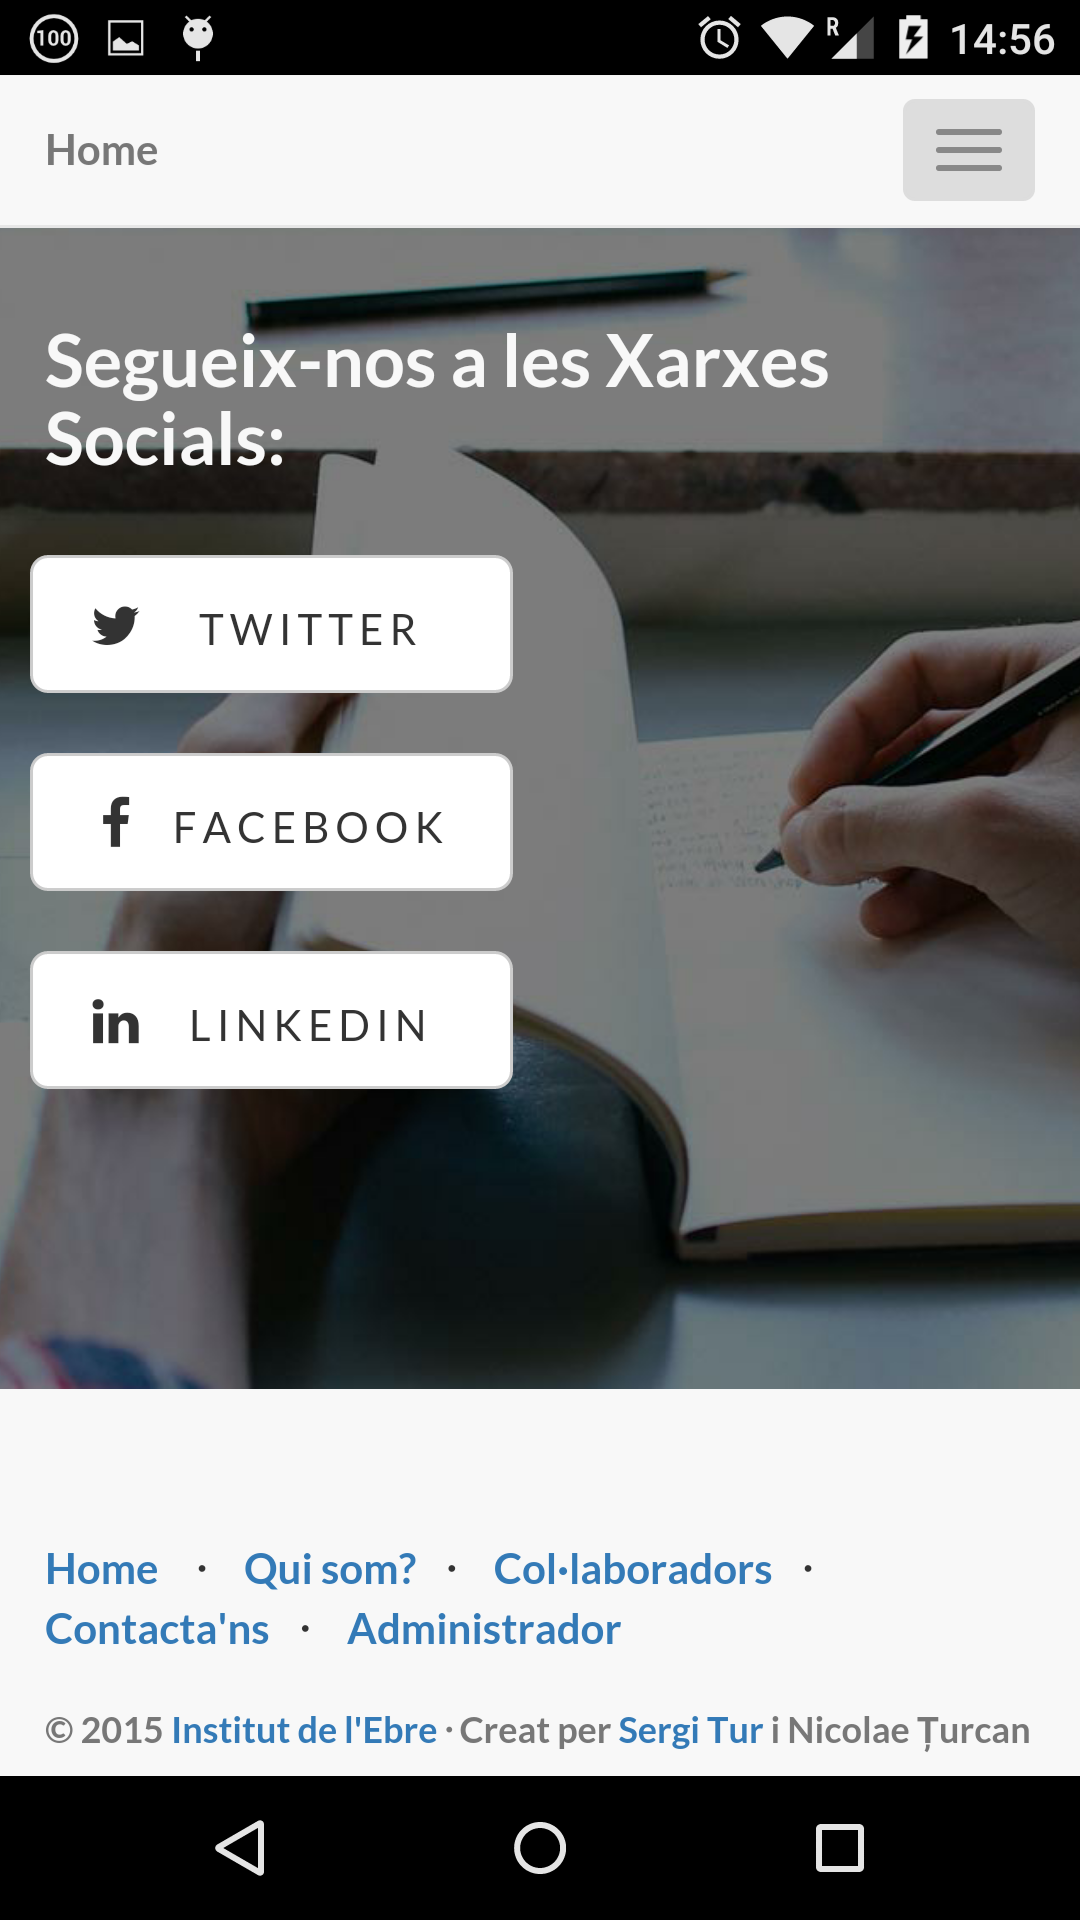 100 R 14:56
Home
Segueix-nos a les Xarxes
Socials:
TWITTER
FACEBOOK
LINKEDIN
Home · Qui som? · Col·laboradors ·
Contacta'ns · Administrador
© 2015 Institut de l'Ebre · Creat per Sergi Tur i Nicolae Țurcan